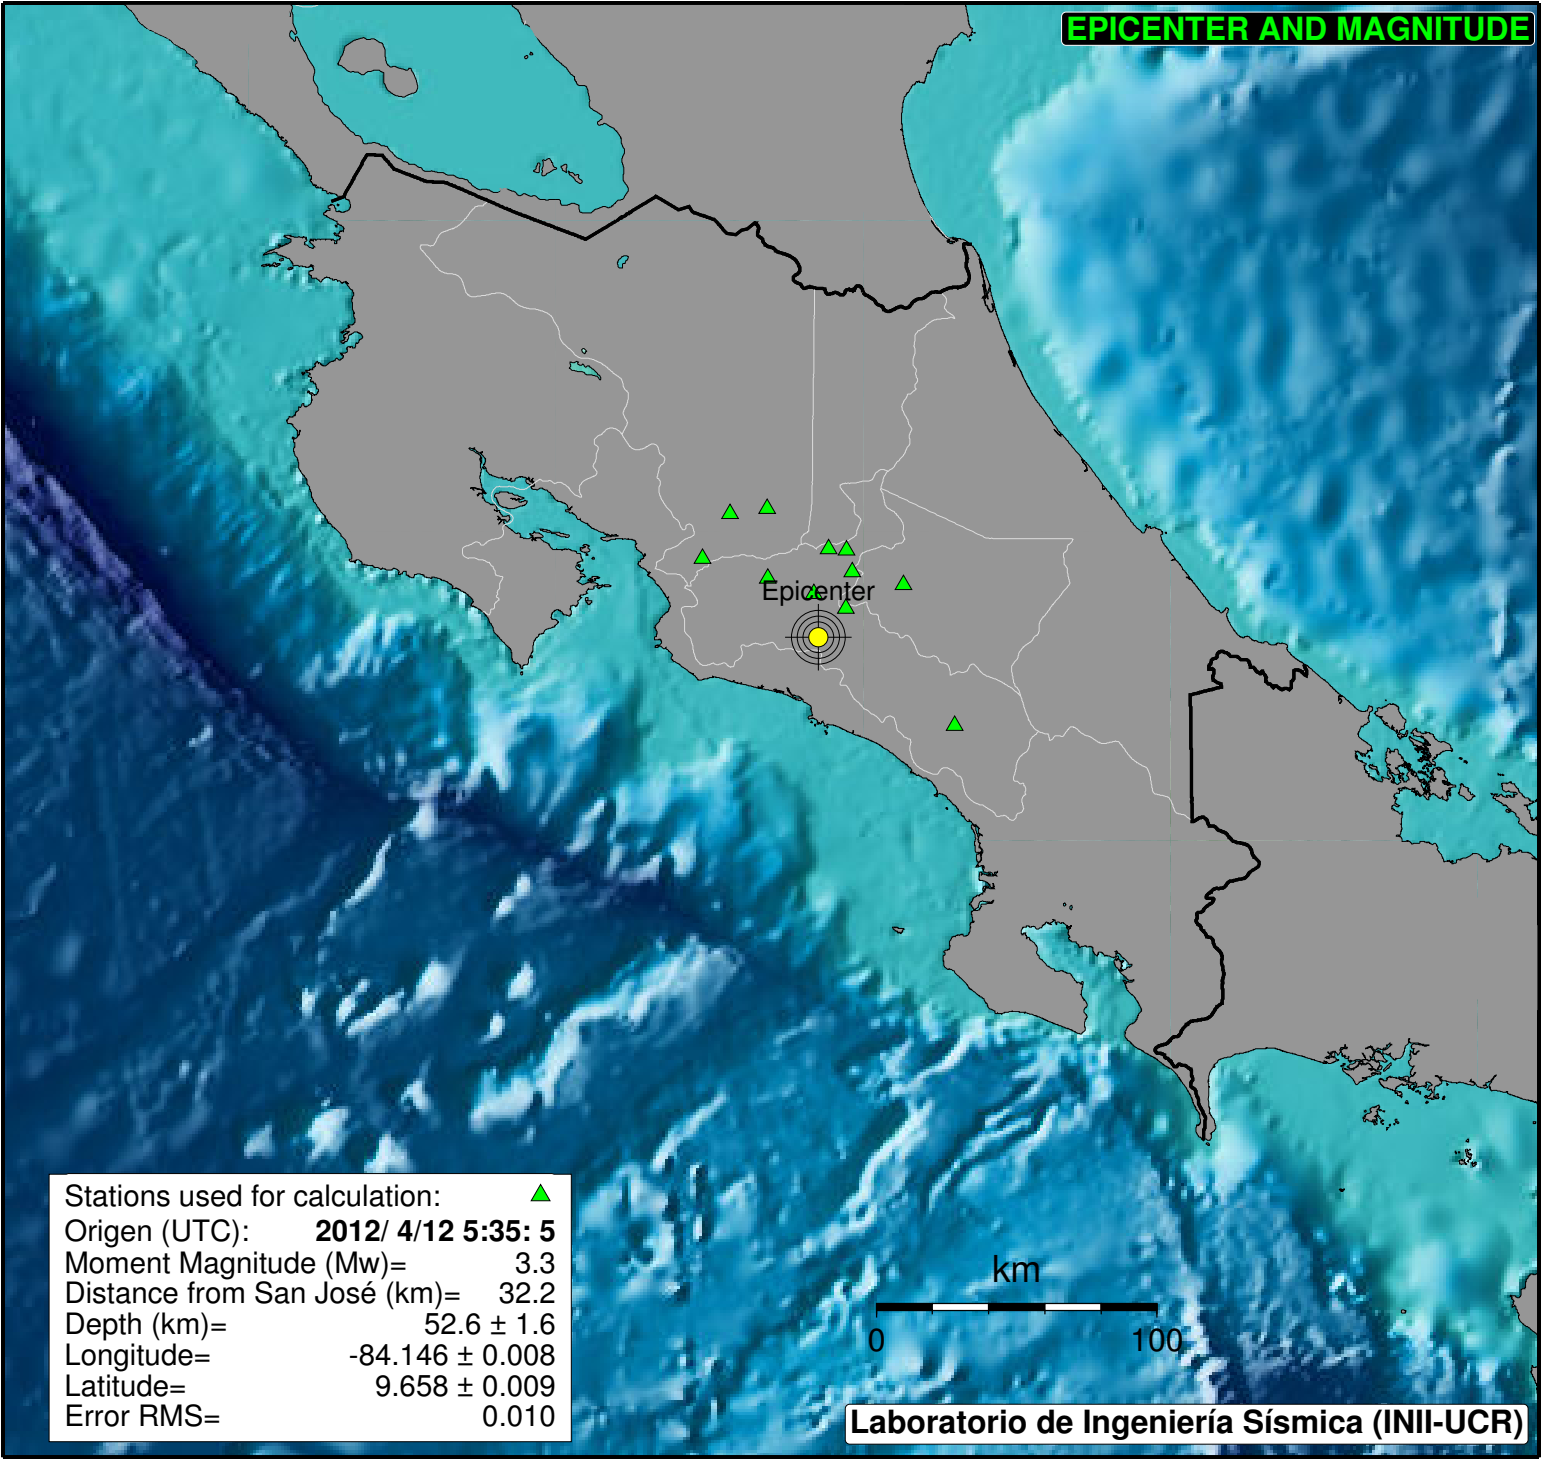 EPICENTER AND MAGNITUDE
Epicenter
Stations used for calculation:
Origen (UTC): 2012/ 4/12 5:35: 5
Moment Magnitude (Mw)= 3.3
Distance from San José (km)= 32.2
Depth (km)= 52.6 ± 1.6
Longitude= -84.146 ± 0.008
Latitude= 9.658 ± 0.009
Error RMS= 0.010
km
0 100
Laboratorio de Ingeniería Sísmica (INII-UCR)